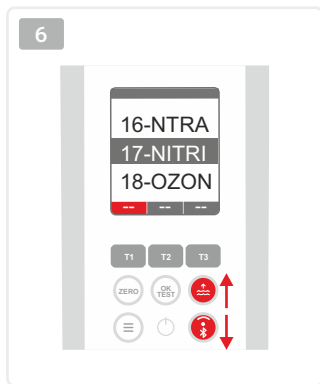 6
16-NTRA
17-NITRI
18-OZON
-- -- --
T1 T2 T3
ZERO OK TEST